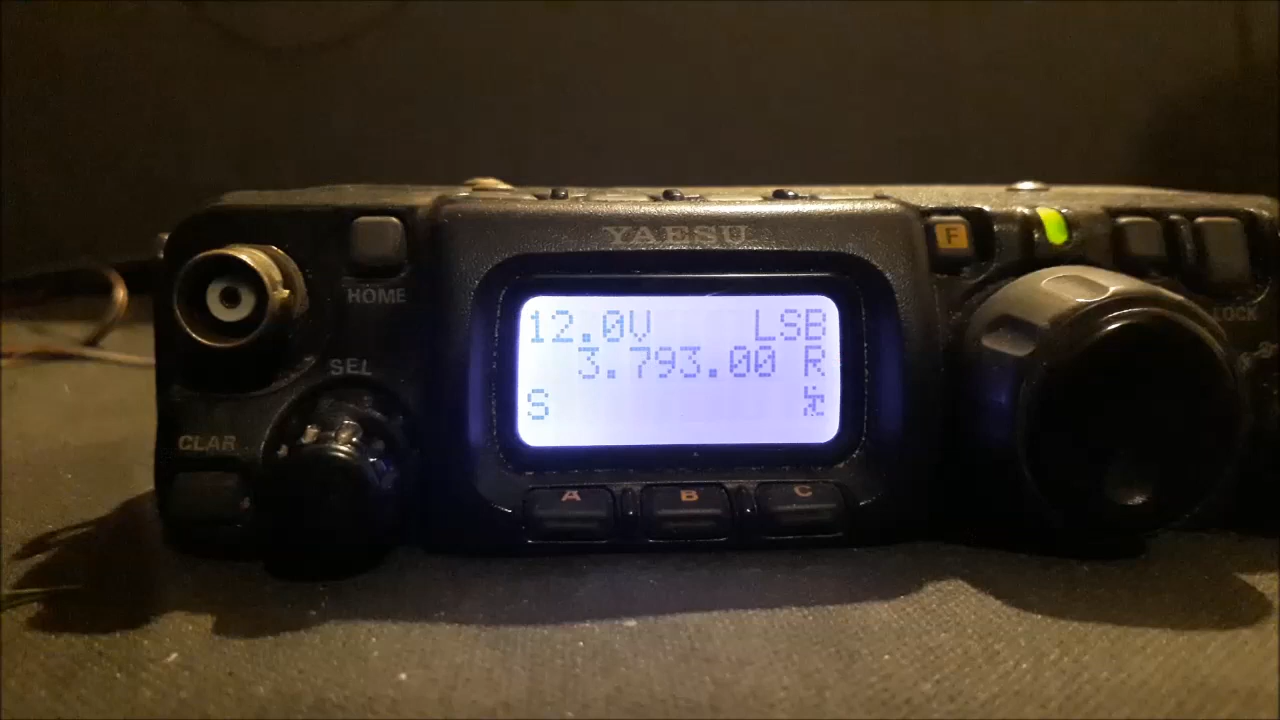 YAESU
F
HOME
LOCK
12.0V LSB
3.793.00 R
S
SEL
CLAR
A B C